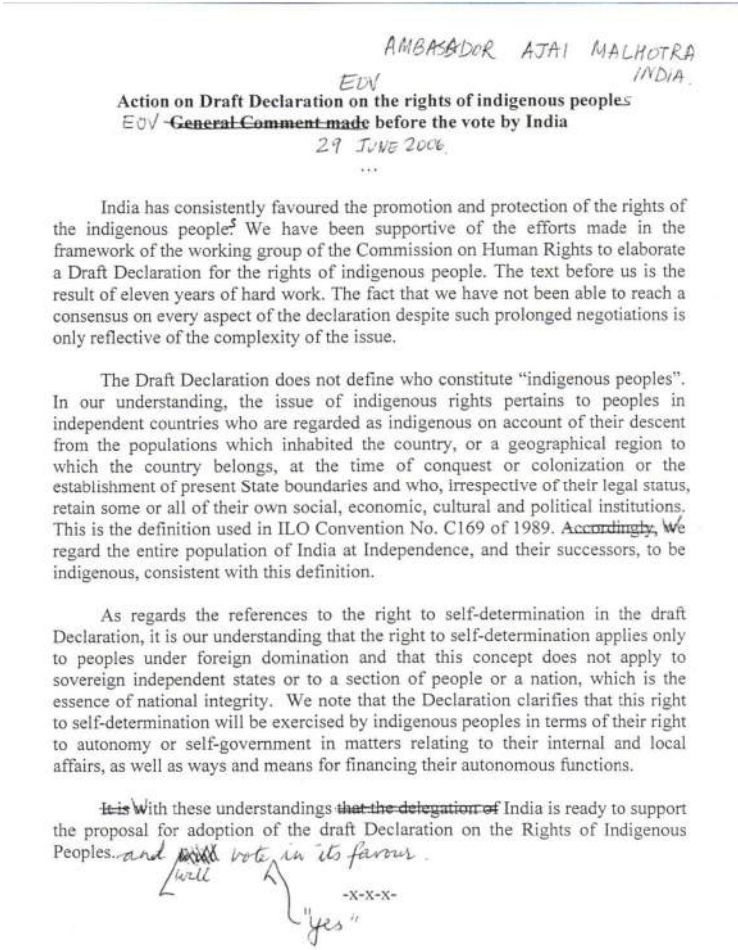 AMBASADOR AJAI MALHOTRA
INDIA.
EOV
Action on Draft Declaration on the rights of indigenous peoples
EOV General Comment made before the vote by India
29 JUNE 2006.
...
India has consistently favoured the promotion and protection of the rights of
the indigenous peoples. We have been supportive of the efforts made in the
framework of the working group of the Commission on Human Rights to elaborate
a Draft Declaration for the rights of indigenous people. The text before us is the
result of eleven years of hard work. The fact that we have not been able to reach a
consensus on every aspect of the declaration despite such prolonged negotiations is
only reflective of the complexity of the issue.
The Draft Declaration does not define who constitute “indigenous peoples”.
In our understanding, the issue of indigenous rights pertains to peoples in
independent countries who are regarded as indigenous on account of their descent
from the populations which inhabited the country, or a geographical region to
which the country belongs, at the time of conquest or colonization or the
establishment of present State boundaries and who, irrespective of their legal status,
retain some or all of their own social, economic, cultural and political institutions.
This is the definition used in ILO Convention No. C169 of 1989. Accordingly, We
regard the entire population of India at Independence, and their successors, to be
indigenous, consistent with this definition.
As regards the references to the right to self-determination in the draft
Declaration, it is our understanding that the right to self-determination applies only
to peoples under foreign domination and that this concept does not apply to
sovereign independent states or to a section of people or a nation, which is the
essence of national integrity. We note that the Declaration clarifies that this right
to self-determination will be exercised by indigenous peoples in terms of their right
to autonomy or self-government in matters relating to their internal and local
affairs, as well as ways and means for financing their autonomous functions.
It is With these understandings that the delegation of India is ready to support
the proposal for adoption of the draft Declaration on the Rights of Indigenous
Peoples. and vote in its favour.
will
-x-x-x-
"yes"